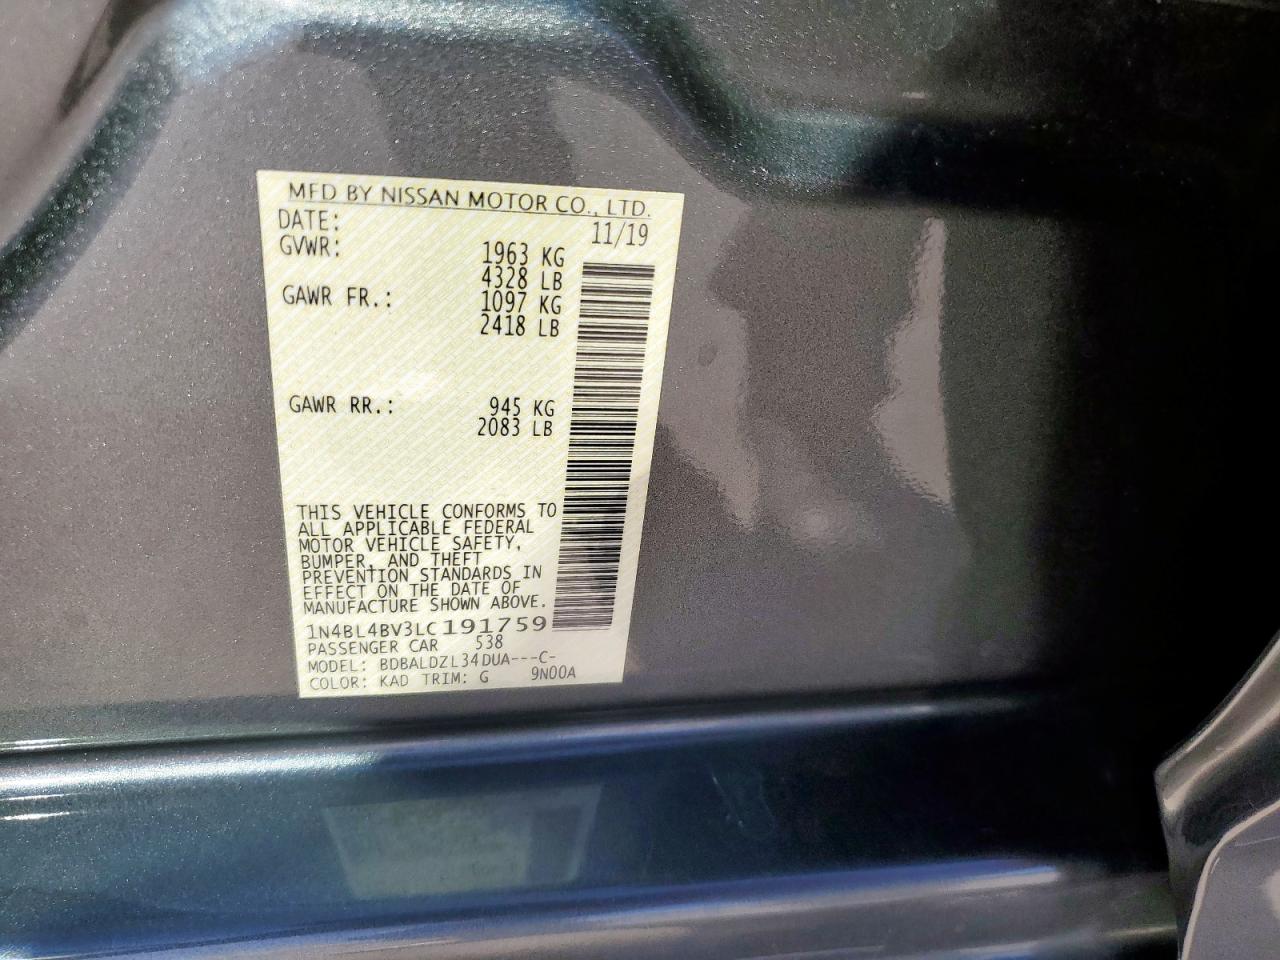 MFD BY NISSAN MOTOR CO., LTD.
DATE: 11/19
GVWR: 1963 KG
4328 LB
GAWR FR.: 1097 KG
2418 LB
GAWR RR.: 945 KG
2083 LB
THIS VEHICLE CONFORMS TO
ALL APPLICABLE FEDERAL
MOTOR VEHICLE SAFETY,
BUMPER, AND THEFT
PREVENTION STANDARDS IN
EFFECT ON THE DATE OF
MANUFACTURE SHOWN ABOVE.
1N4BL4BV3LC191759
PASSENGER CAR 538
MODEL: BDBALDZL34DUA---C-
COLOR: KAD TRIM: G 9N00A